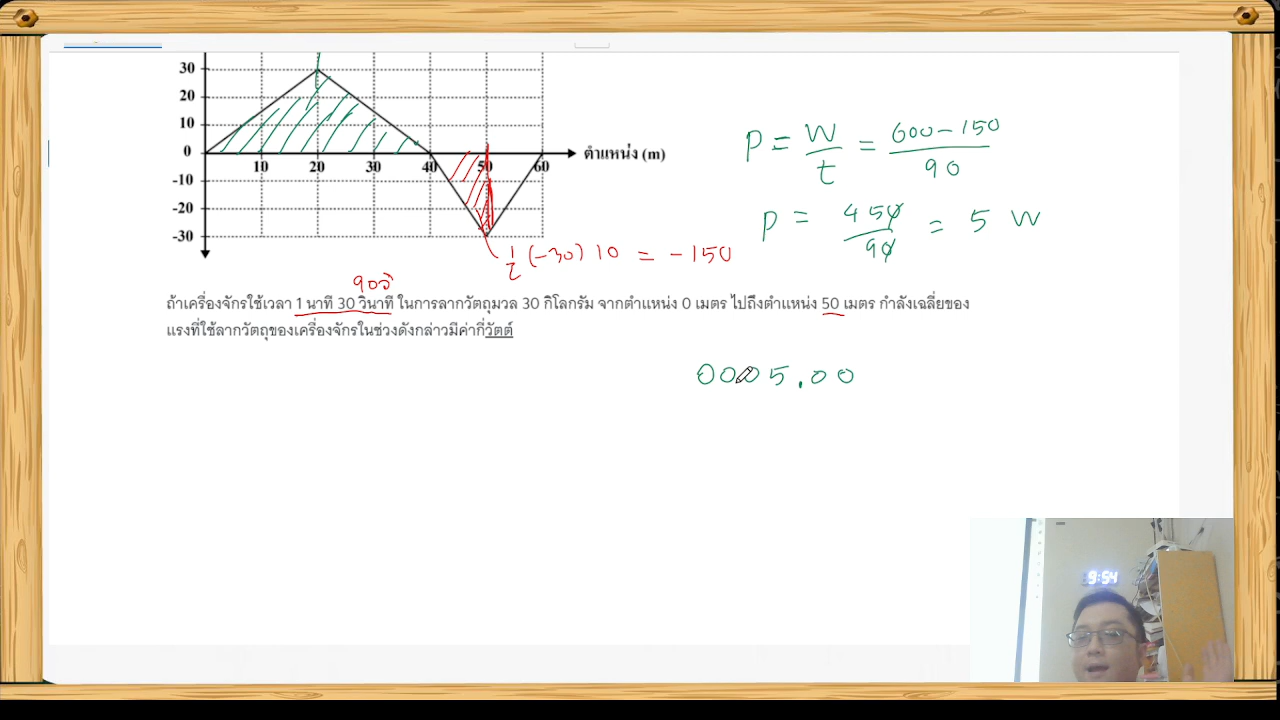 30
20
10
0
-10
-20
-30
10 20 30 40 50 60
ตำแหน่ง (m)
P = W/t = 600-150/90
P = 450/90 = 5 W
1/2 (-30) 10 = -150
90วิ
ถ้าเครื่องจักรใช้เวลา 1 นาที 30 วินาที ในการลากวัตถุมวล 30 กิโลกรัม จากตำแหน่ง 0 เมตร ไปถึงตำแหน่ง 50 เมตร กำลังเฉลี่ยของ
แรงที่ใช้ลากวัตถุของเครื่องจักรในช่วงดังกล่าวมีค่ากี่วัตต์
0005.00
9:54